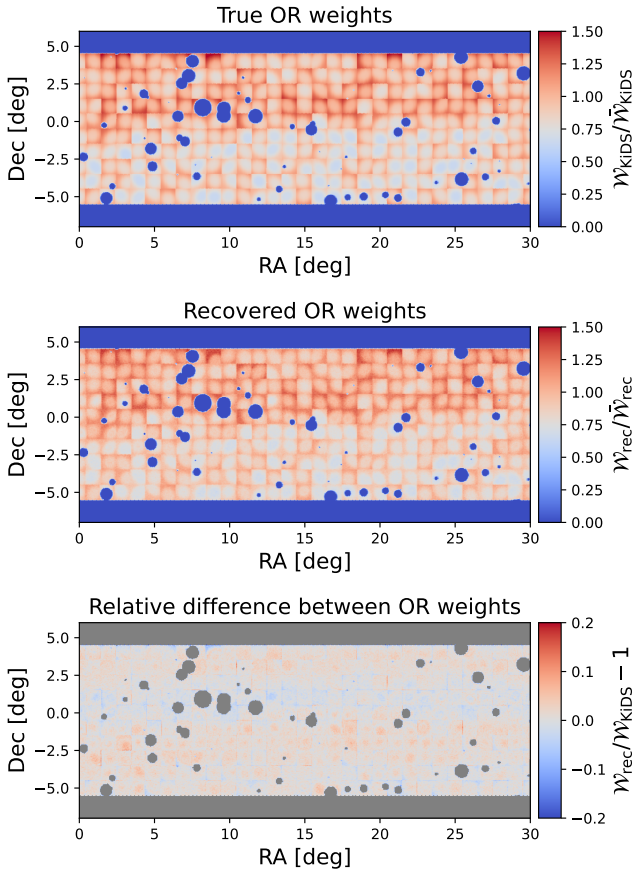 True OR weights
Dec [deg]
5.0
2.5
0.0
−2.5
−5.0
0 5 10 15 20 25 30
RA [deg]
1.50
1.25
1.00
0.75
0.50
0.25
0.00
𝓌KiDS/𝓌̄KiDS
Recovered OR weights
Dec [deg]
5.0
2.5
0.0
−2.5
−5.0
0 5 10 15 20 25 30
RA [deg]
1.50
1.25
1.00
0.75
0.50
0.25
0.00
𝓌rec/𝓌̄rec
Relative difference between OR weights
Dec [deg]
5.0
2.5
0.0
−2.5
−5.0
0 5 10 15 20 25 30
RA [deg]
0.2
0.1
0.0
−0.1
−0.2
𝓌rec/𝓌KiDS − 1